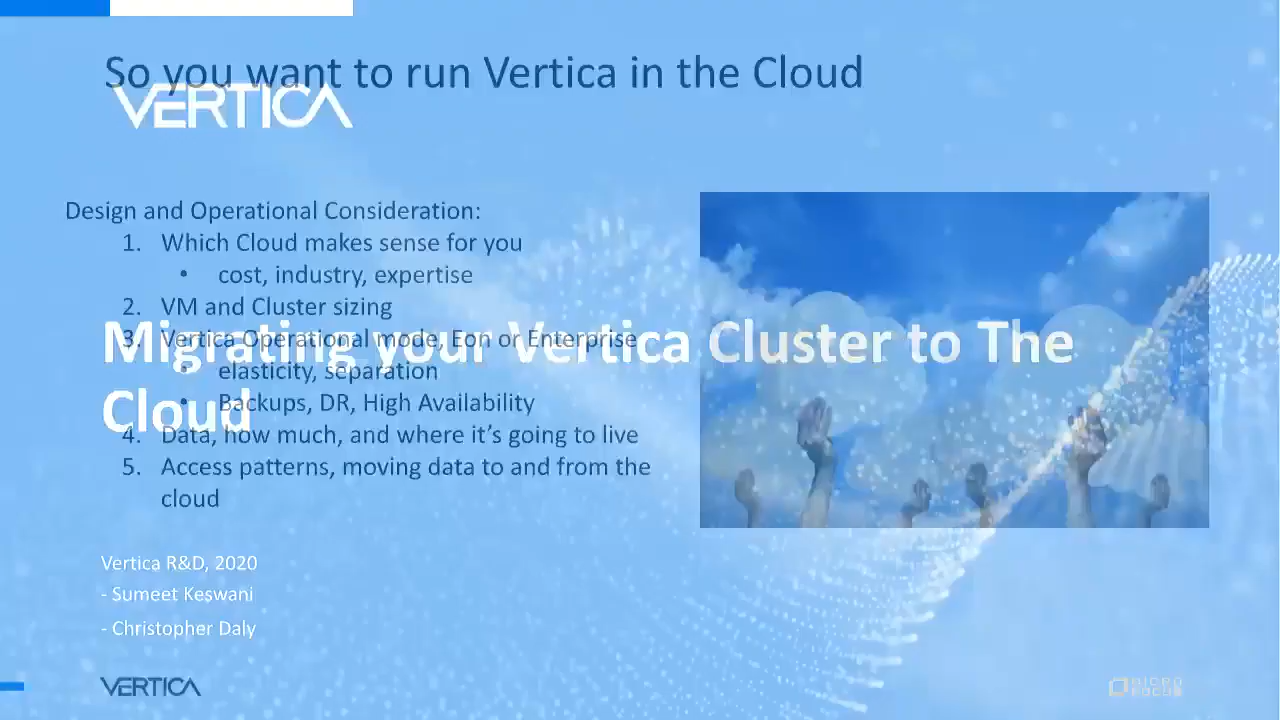 So you want to run Vertica in the Cloud
VERTICA
Design and Operational Consideration:
1. Which Cloud makes sense for you
• cost, industry, expertise
2. VM and Cluster sizing
3. Vertica Operational mode, Eon or Enterprise
Migrating your Vertica Cluster to The
elasticity, separation
• Backups, DR, High Availability
Cloud
4. Data, how much, and where it’s going to live
5. Access patterns, moving data to and from the
cloud
Vertica R&D, 2020
- Sumeet Keswani
- Christopher Daly
VERTICA
MICRO
FOCUS